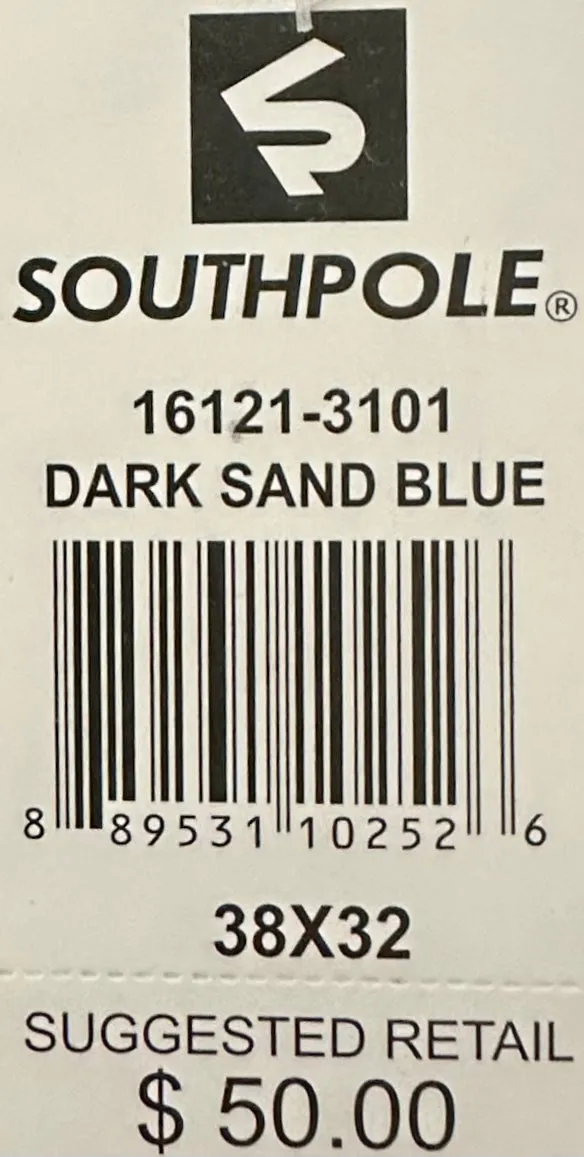 SOUTHPOLE®
16121-3101
DARK SAND BLUE
8 89531 10252 6
38X32
SUGGESTED RETAIL
$ 50.00